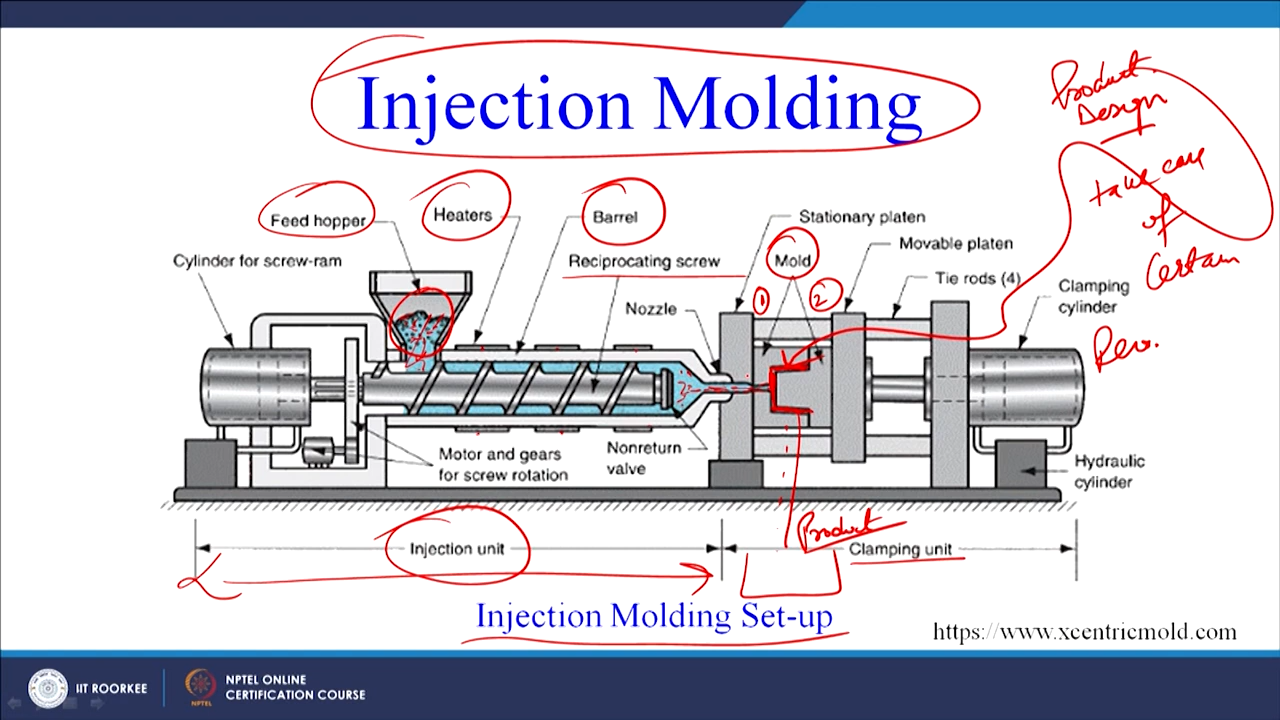 Injection Molding
Product
Design
take care
of
Certain
Feed hopper
Heaters
Barrel
Stationary platen
Cylinder for screw-ram
Reciprocating screw
Mold
Movable platen
1
2
Tie rods (4)
Nozzle
Clamping
cylinder
Motor and gears
for screw rotation
Nonreturn
valve
Hydraulic
cylinder
Product
Injection unit
Clamping unit
Injection Molding Set-up
https://www.xcentricmold.com
IIT ROORKEE
NPTEL ONLINE
CERTIFICATION COURSE
NPTEL